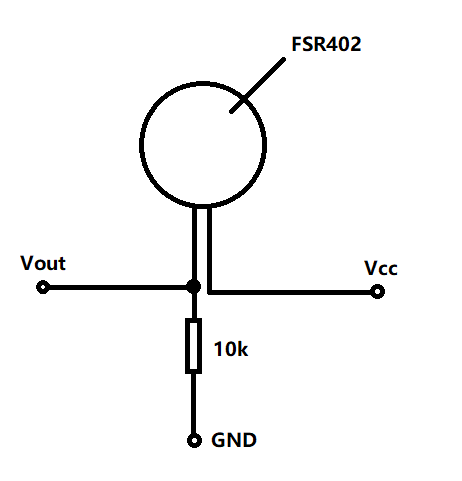 FSR402
Vout
Vcc
10k
GND